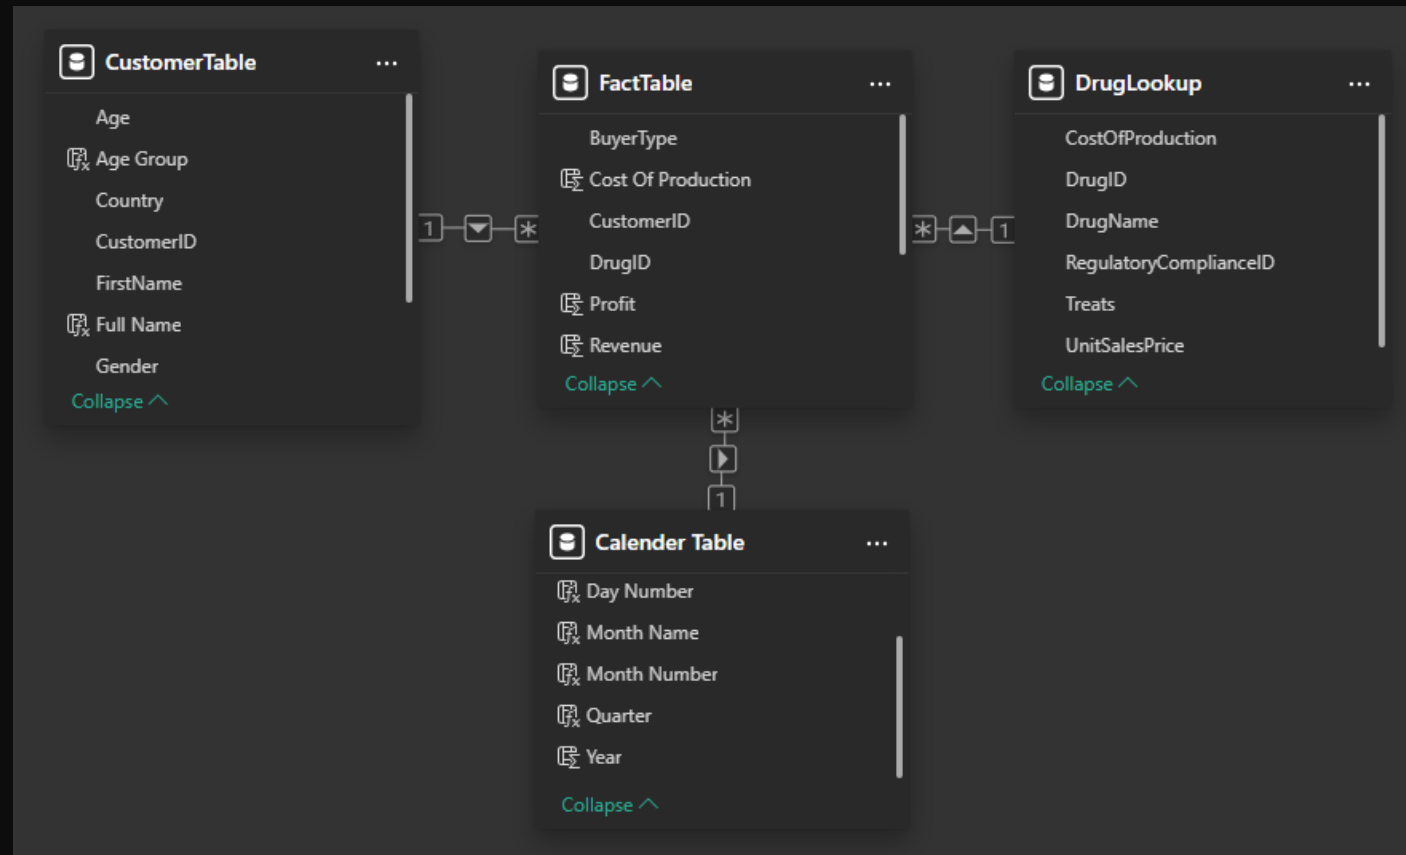 CustomerTable
...
Age
Age Group
Country
CustomerID
FirstName
Full Name
Gender
Collapse
1
*
FactTable
...
BuyerType
Cost Of Production
CustomerID
DrugID
Profit
Revenue
Collapse
*
1
DrugLookup
...
CostOfProduction
DrugID
DrugName
RegulatoryComplianceID
Treats
UnitSalesPrice
Collapse
*
1
Calender Table
...
Day Number
Month Name
Month Number
Quarter
Year
Collapse